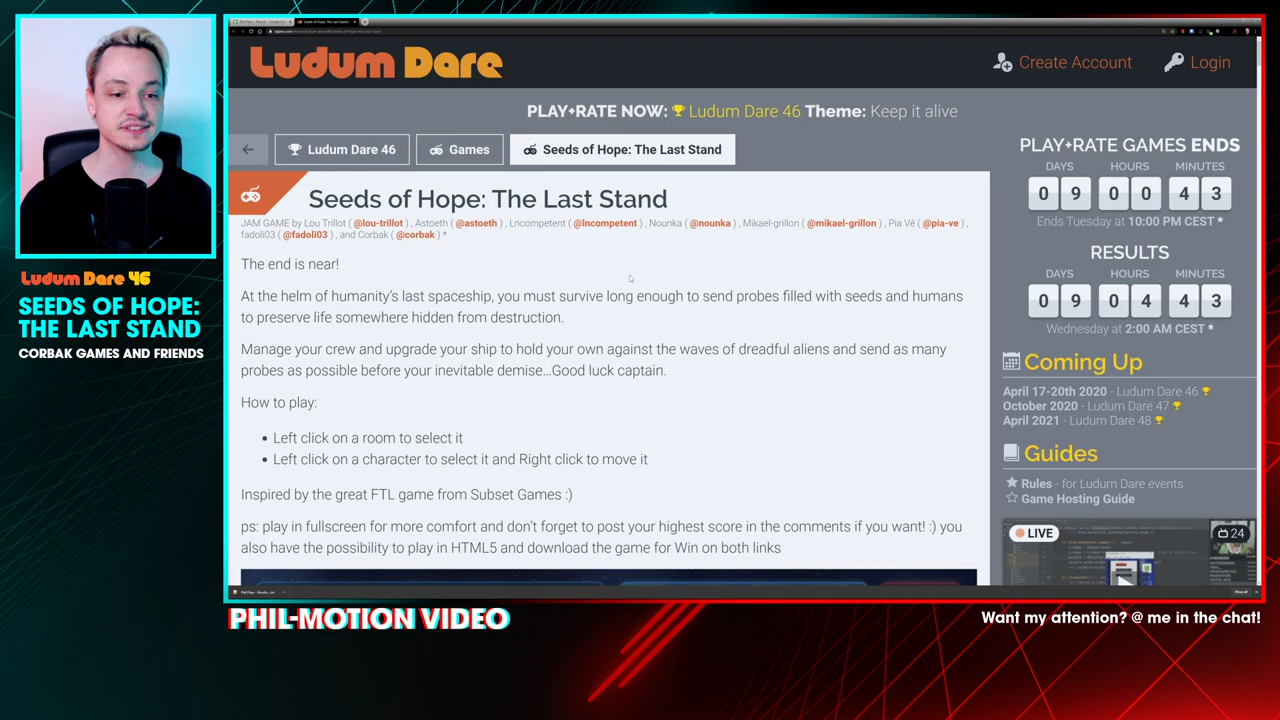 Ludum Dare
Create Account
Login
PLAY+RATE NOW: Ludum Dare 46 Theme: Keep it alive
Ludum Dare 46
Games
Seeds of Hope: The Last Stand
Seeds of Hope: The Last Stand
JAM GAME by Lou Trillot ( @lou-trillot ) , Astoeth ( @astoeth ) , Lncompetent ( @lncompetent ) , Nounka ( @nounka ) , Mikael-grillon ( @mikael-grillon ) , Pia Vé ( @pia-ve ) ,
fadoli03 ( @fadoli03 ) , and Corbak ( @corbak ) *
The end is near!
At the helm of humanity's last spaceship, you must survive long enough to send probes filled with seeds and humans
to preserve life somewhere hidden from destruction.
Manage your crew and upgrade your ship to hold your own against the waves of dreadful aliens and send as many
probes as possible before your inevitable demise...Good luck captain.
How to play:
• Left click on a room to select it
• Left click on a character to select it and Right click to move it
Inspired by the great FTL game from Subset Games :)
ps: play in fullscreen for more comfort and don't forget to post your highest score in the comments if you want! :) you
also have the possibility to play in HTML5 and download the game for Win on both links
PLAY+RATE GAMES ENDS
DAYS HOURS MINUTES
0 9 0 0 4 3
Ends Tuesday at 10:00 PM CEST *
RESULTS
DAYS HOURS MINUTES
0 9 0 4 4 3
Wednesday at 2:00 AM CEST *
Coming Up
April 17-20th 2020 - Ludum Dare 46
October 2020 - Ludum Dare 47
April 2021 - Ludum Dare 48
Guides
Rules - for Ludum Dare events
Game Hosting Guide
LIVE
24
Ludum Dare 46
SEEDS OF HOPE:
THE LAST STAND
CORBAK GAMES AND FRIENDS
PHIL-MOTION VIDEO
Want my attention? @ me in the chat!